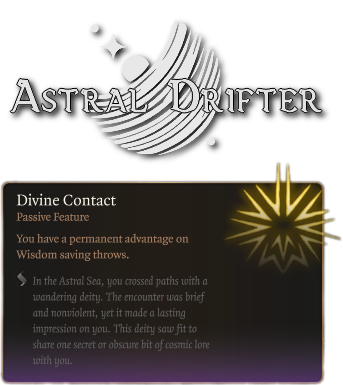 ASTRAL DRIFTER
Divine Contact
Passive Feature
You have a permanent advantage on
Wisdom saving throws.
In the Astral Sea, you crossed paths with a
wandering deity. The encounter was brief
and nonviolent, yet it made a lasting
impression on you. This deity saw fit to
share one secret or obscure bit of cosmic lore
with you.